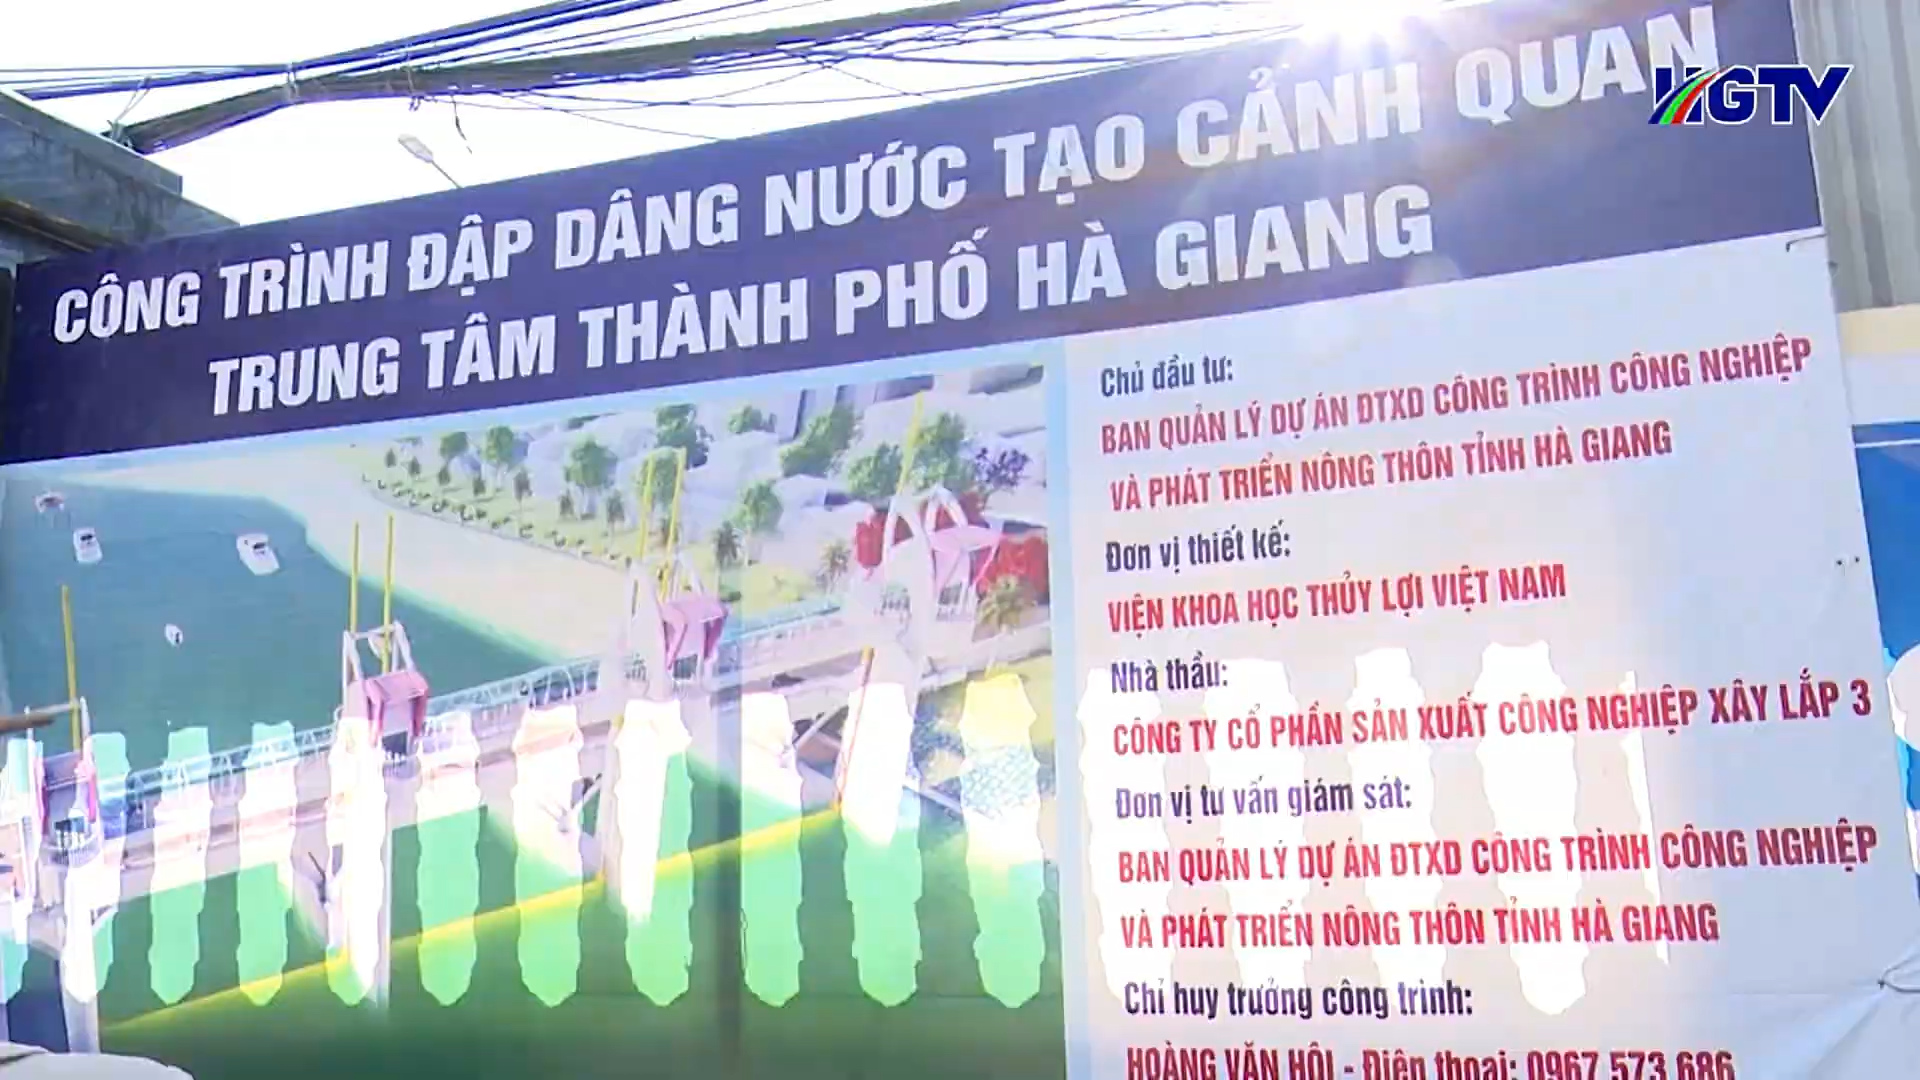 HGTV
CÔNG TRÌNH ĐẬP DÂNG NƯỚC TẠO CẢNH QUAN
TRUNG TÂM THÀNH PHỐ HÀ GIANG
Chủ đầu tư:
BAN QUẢN LÝ DỰ ÁN ĐTXD CÔNG TRÌNH CÔNG NGHIỆP
VÀ PHÁT TRIỂN NÔNG THÔN TỈNH HÀ GIANG
Đơn vị thiết kế:
VIỆN KHOA HỌC THỦY LỢI VIỆT NAM
Nhà thầu:
CÔNG TY CỔ PHẦN SẢN XUẤT CÔNG NGHIỆP XÂY LẮP 3
Đơn vị tư vấn giám sát:
BAN QUẢN LÝ DỰ ÁN ĐTXD CÔNG TRÌNH CÔNG NGHIỆP
VÀ PHÁT TRIỂN NÔNG THÔN TỈNH HÀ GIANG
Chỉ huy trưởng công trình:
HOÀNG VĂN HÔI - Điện thoại: 0967 573 686